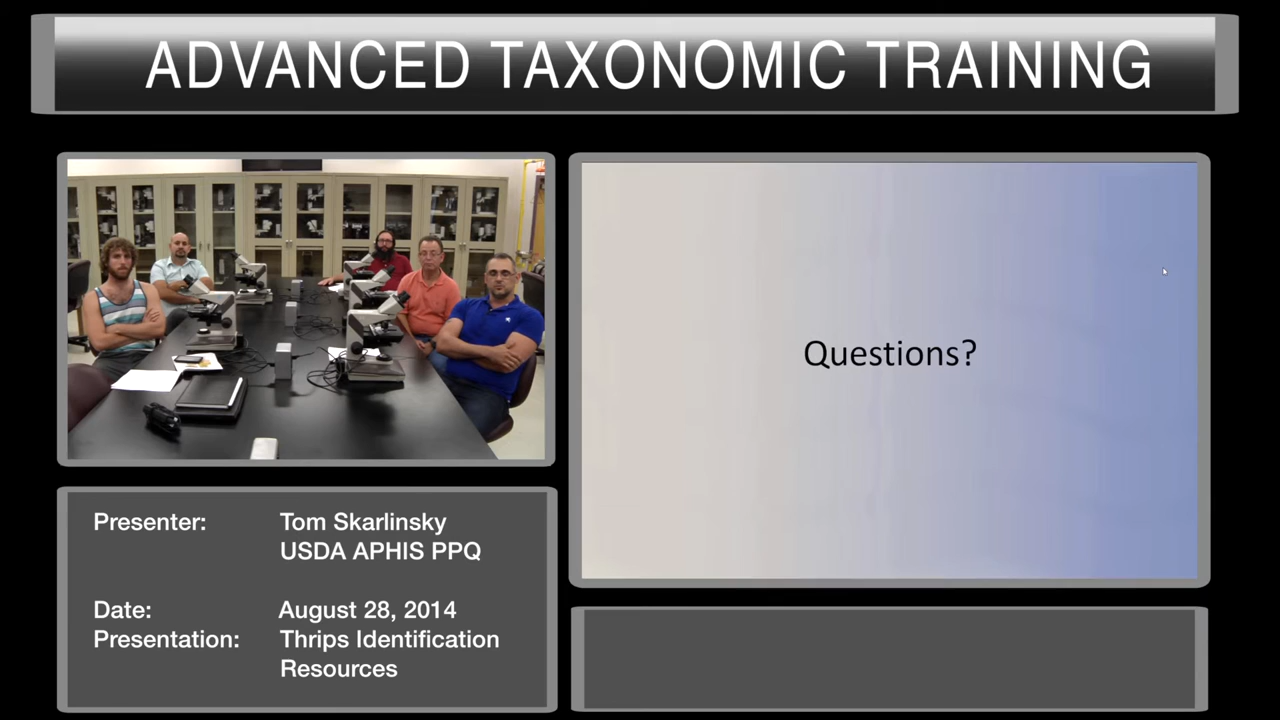 ADVANCED TAXONOMIC TRAINING
Questions?
Presenter: Tom Skarlinsky
USDA APHIS PPQ
Date: August 28, 2014
Presentation: Thrips Identification
Resources